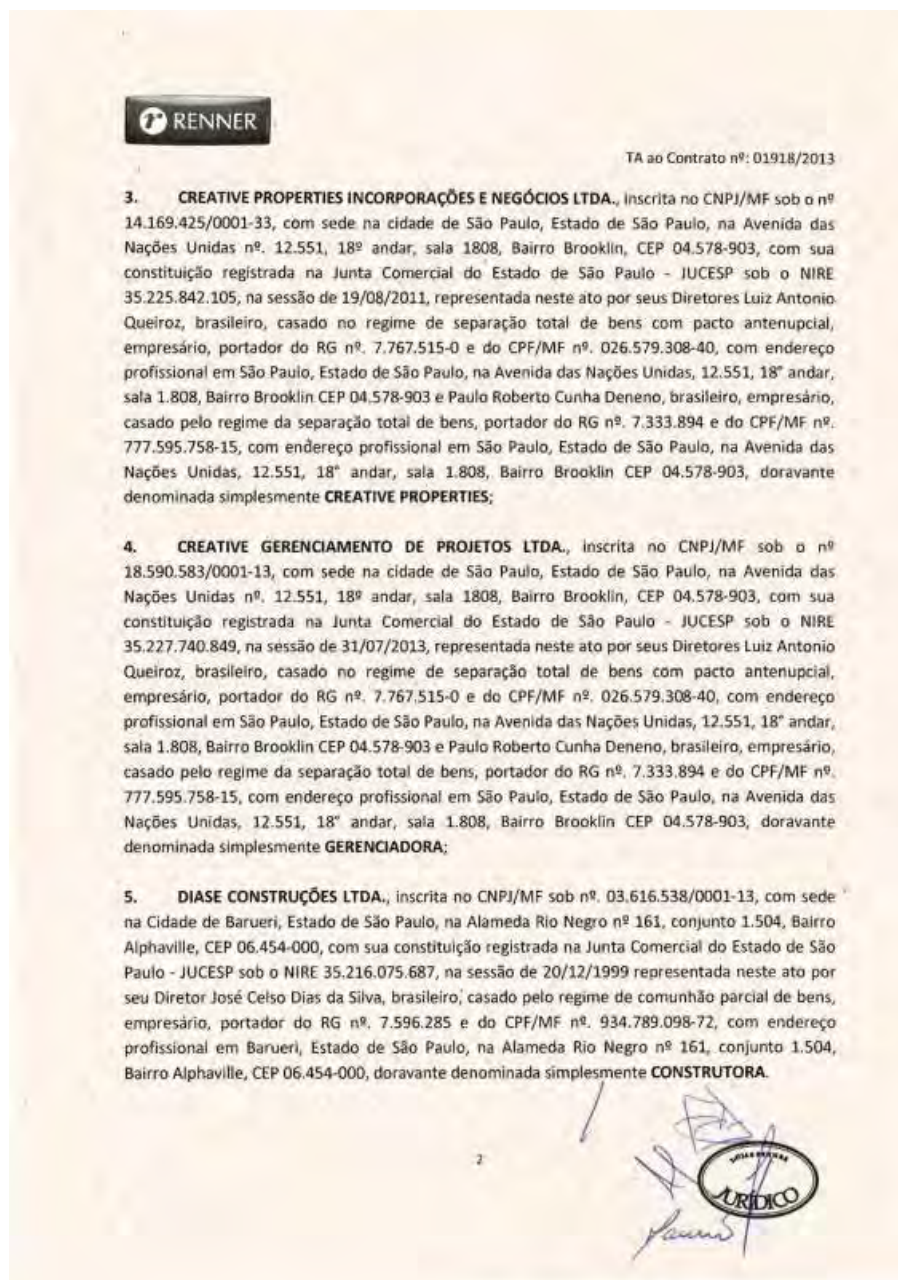 r RENNER
TA ao Contrato nº: 01918/2013
3. CREATIVE PROPERTIES INCORPORAÇÕES E NEGÓCIOS LTDA., inscrita no CNPJ/MF sob o nº
14.169.425/0001-33, com sede na cidade de São Paulo, Estado de São Paulo, na Avenida das
Nações Unidas nº. 12.551, 18º andar, sala 1808, Bairro Brooklin, CEP 04.578-903, com sua
constituição registrada na Junta Comercial do Estado de São Paulo - JUCESP sob o NIRE
35.225.842.105, na sessão de 19/08/2011, representada neste ato por seus Diretores Luiz Antonio
Queiroz, brasileiro, casado no regime de separação total de bens com pacto antenupcial,
empresário, portador do RG nº. 7.767.515-0 e do CPF/MF nº. 026.579.308-40, com endereço
profissional em São Paulo, Estado de São Paulo, na Avenida das Nações Unidas, 12.551, 18° andar,
sala 1.808, Bairro Brooklin CEP 04.578-903 e Paulo Roberto Cunha Deneno, brasileiro, empresário,
casado pelo regime da separação total de bens, portador do RG nº. 7.333.894 e do CPF/MF nº.
777.595.758-15, com endereço profissional em São Paulo, Estado de São Paulo, na Avenida das
Nações Unidas, 12.551, 18° andar, sala 1.808, Bairro Brooklin CEP 04.578-903, doravante
denominada simplesmente CREATIVE PROPERTIES;
4. CREATIVE GERENCIAMENTO DE PROJETOS LTDA., inscrita no CNPJ/MF sob o nº
18.590.583/0001-13, com sede na cidade de São Paulo, Estado de São Paulo, na Avenida das
Nações Unidas nº. 12.551, 18º andar, sala 1808, Bairro Brooklin, CEP 04.578-903, com sua
constituição registrada na Junta Comercial do Estado de São Paulo - JUCESP sob o NIRE
35.227.740.849, na sessão de 31/07/2013, representada neste ato por seus Diretores Luiz Antonio
Queiroz, brasileiro, casado no regime de separação total de bens com pacto antenupcial,
empresário, portador do RG nº. 7.767.515-0 e do CPF/MF nº. 026.579.308-40, com endereço
profissional em São Paulo, Estado de São Paulo, na Avenida das Nações Unidas, 12.551, 18° andar,
sala 1.808, Bairro Brooklin CEP 04.578-903 e Paulo Roberto Cunha Deneno, brasileiro, empresário,
casado pelo regime da separação total de bens, portador do RG nº. 7.333.894 e do CPF/MF nº.
777.595.758-15, com endereço profissional em São Paulo, Estado de São Paulo, na Avenida das
Nações Unidas, 12.551, 18° andar, sala 1.808, Bairro Brooklin CEP 04.578-903, doravante
denominada simplesmente GERENCIADORA;
5. DIASE CONSTRUÇÕES LTDA., inscrita no CNPJ/MF sob nº. 03.616.538/0001-13, com sede
na Cidade de Barueri, Estado de São Paulo, na Alameda Rio Negro nº 161, conjunto 1.504, Bairro
Alphaville, CEP 06.454-000, com sua constituição registrada na Junta Comercial do Estado de São
Paulo - JUCESP sob o NIRE 35.216.075.687, na sessão de 20/12/1999 representada neste ato por
seu Diretor José Celso Dias da Silva, brasileiro, casado pelo regime de comunhão parcial de bens,
empresário, portador do RG nº. 7.596.285 e do CPF/MF nº. 934.789.098-72, com endereço
profissional em Barueri, Estado de São Paulo, na Alameda Rio Negro nº 161, conjunto 1.504,
Bairro Alphaville, CEP 06.454-000, doravante denominada simplesmente CONSTRUTORA.
2
JURÍDICO